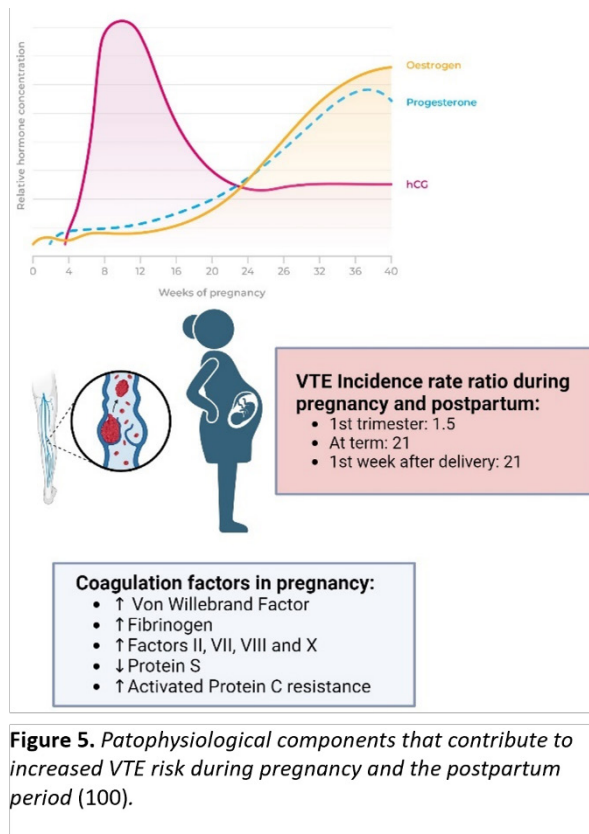 Relative hormone concentration
Oestrogen
Progesterone
hCG
0 4 8 12 16 20 24 28 32 36 40
Weeks of pregnancy
VTE Incidence rate ratio during
pregnancy and postpartum:
• 1st trimester: 1.5
• At term: 21
• 1st week after delivery: 21
Coagulation factors in pregnancy:
• ↑ Von Willebrand Factor
• ↑Fibrinogen
• ↑Factors II, VII, VIII and X
• ↓Protein S
• ↑Activated Protein C resistance
Figure 5. Patophysiological components that contribute to
increased VTE risk during pregnancy and the postpartum
period (100).